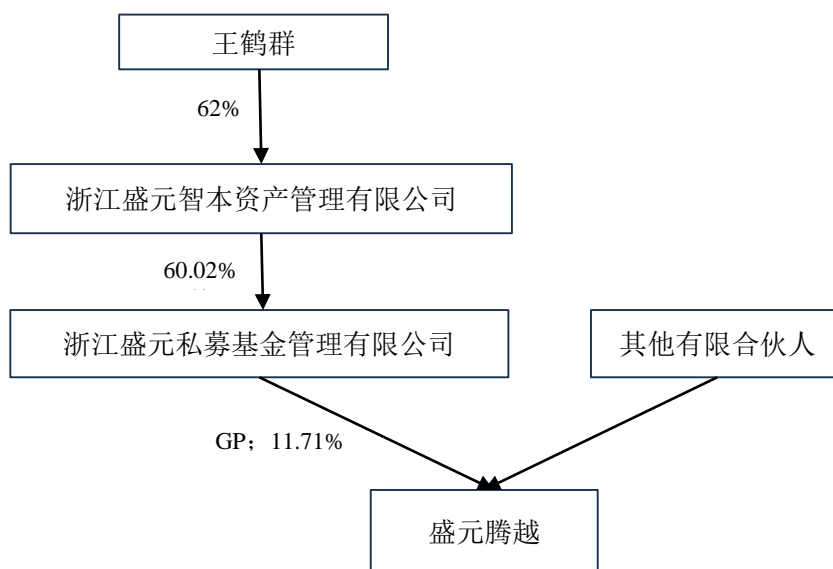 王鹤群
62%
浙江盛元智本资产管理有限公司
60.02%
浙江盛元私募基金管理有限公司
其他有限合伙人
GP；11.71%
盛元腾越